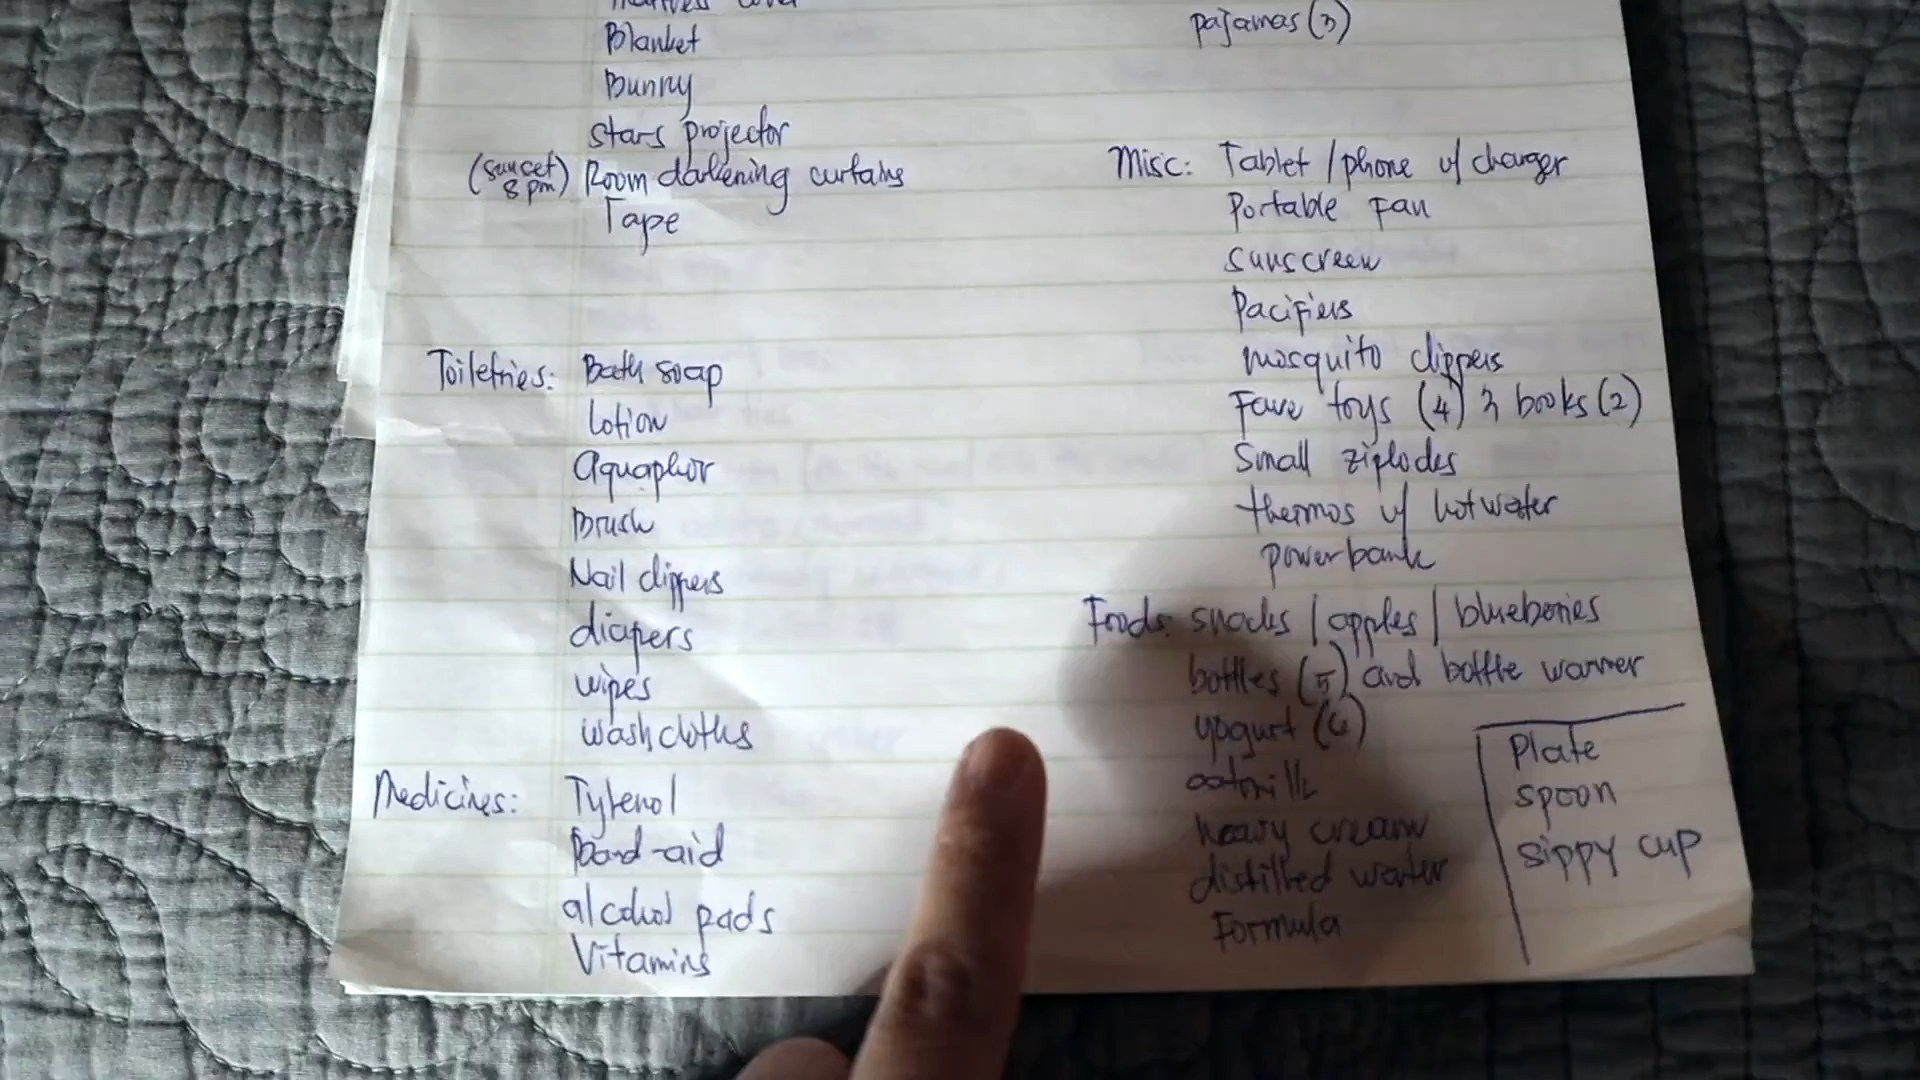 Blanket
Bunny
stars projector
(suncet 8 pm) Room darkening curtains
Tape
Toiletries: Bath soap
lotion
aquaphor
Brush
Nail clippers
diapers
wipes
wash cloths
Medicines: Tylenol
Band-aid
alcohol pads
Vitamins
pajamas (3)
Misc: Tablet / phone w/ charger
Portable Fan
sunscreen
Pacifiers
mosquito clippers
Fave toys (4) & books (2)
Small ziplocks
thermos w/ hot water
powerbank
Foods: snacks / apples / blueberries
bottles (5) and bottle warmer
yogurt (6)
oatmilk
heavy cream
distilled water
Formula
Plate
spoon
sippy cup